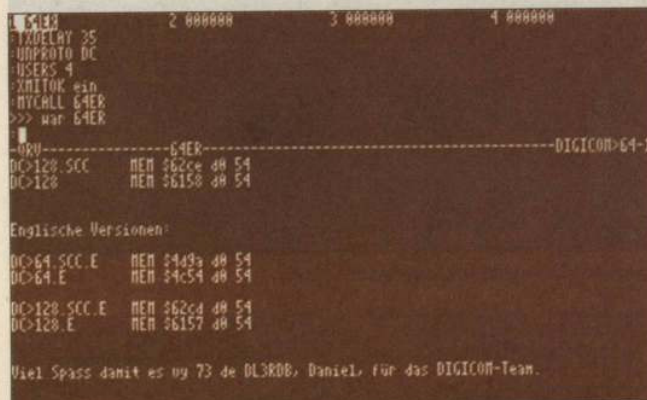 1 64ER 2 000000 3 000000 4 000000
:TXDELAY 35
:UNPROTO DC
:USERS 4
:XMITOK ein
:MYCALL 64ER
>>> war 64ER
:
-VRV-----------------64ER-----------------------------------------------DIGICOM>64-
DC>128.SCC MEM $62ce d0 54
DC>128 MEM $6158 d0 54
Englische Versionen:
DC>64.SCC.E MEM $4d9a d0 54
DC>64.E MEM $4c54 d0 54
DC>128.SCC.E MEM $62cd d0 54
DC>128.E MEM $6157 d0 54
Viel Spass damit es vy 73 de DL3RDB, Daniel, für das DIGICOM-Team.